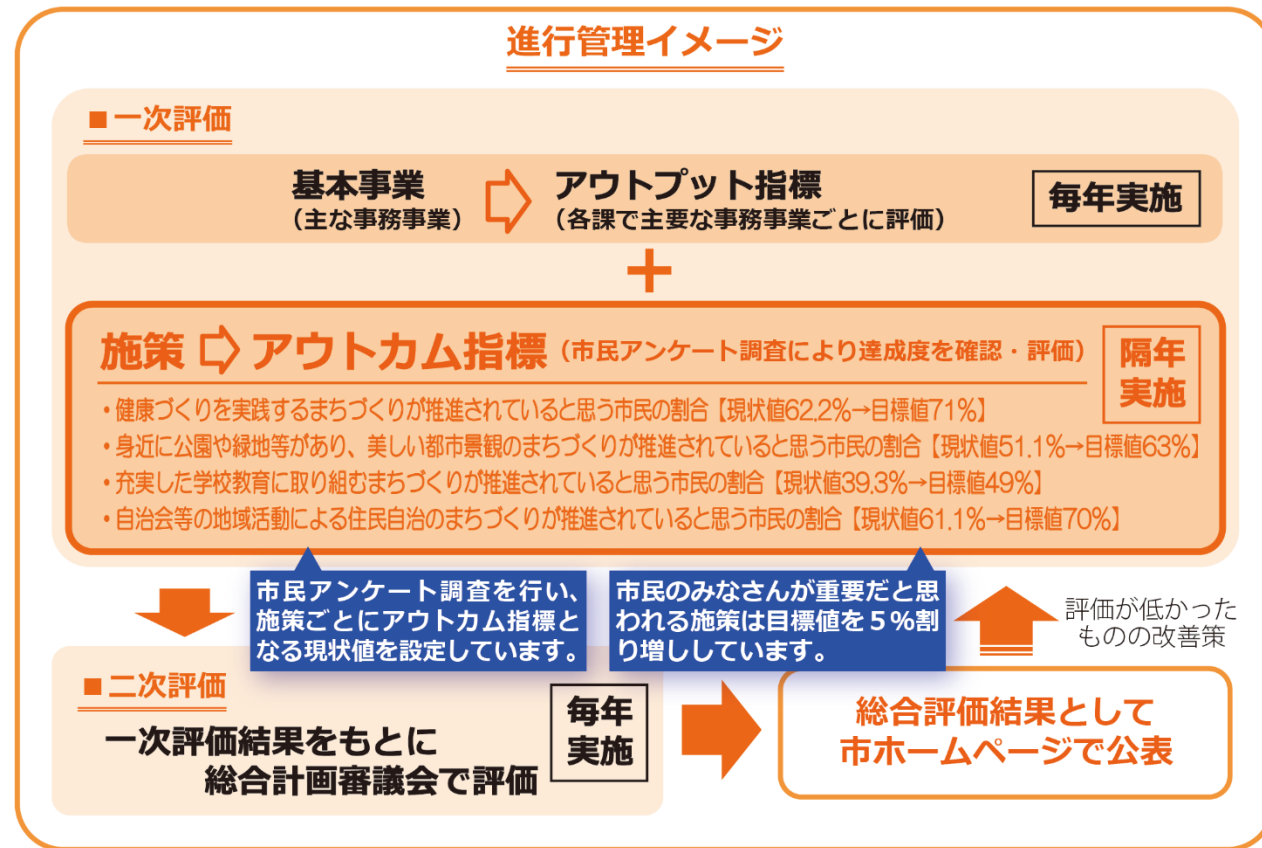 進行管理イメージ
■一次評価
基本事業
（主な事務事業）
アウトプット指標
（各課で主要な事務事業ごとに評価）
毎年実施
＋
施策⇨アウトカム指標（市民アンケート調査により達成度を確認・評価）
隔年
実施
・健康づくりを実践するまちづくりが推進されていると思う市民の割合【現状値62.2%→目標値71%】
・身近に公園や緑地等があり、美しい都市景観のまちづくりが推進されていると思う市民の割合【現状値51.1%→目標値63%】
・充実した学校教育に取り組むまちづくりが推進されていると思う市民の割合【現状値39.3%→目標値49%】
・自治会等の地域活動による住民自治のまちづくりが推進されていると思う市民の割合【現状値61.1%→目標値70%】
市民アンケート調査を行い、
施策ごとにアウトカム指標と
なる現状値を設定しています。
市民のみなさんが重要だと思
われる施策は目標値を５%割
り増ししています。
評価が低かった
ものの改善策
■二次評価
一次評価結果をもとに
総合計画審議会で評価
毎年
実施
総合評価結果として
市ホームページで公表